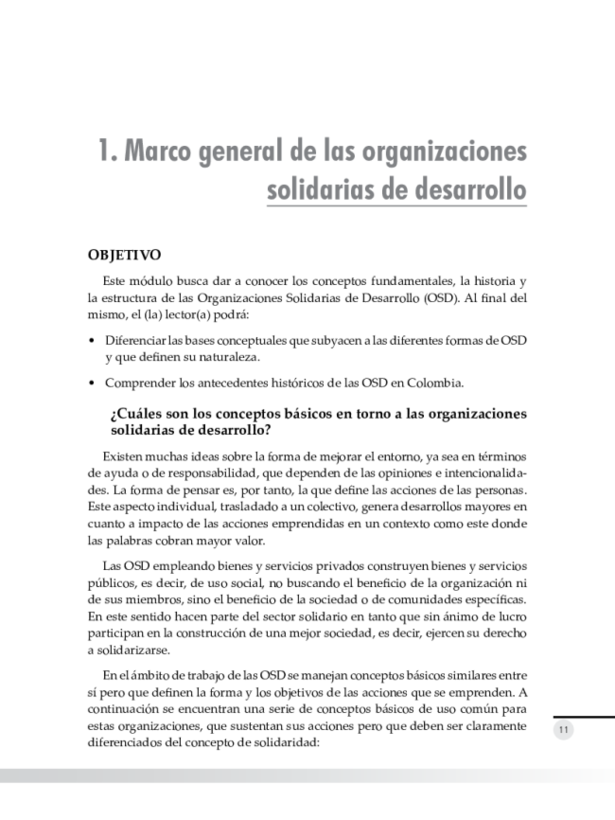 1. Marco general de las organizaciones
solidarias de desarrollo
OBJETIVO
Este módulo busca dar a conocer los conceptos fundamentales, la historia y
la estructura de las Organizaciones Solidarias de Desarrollo (OSD). Al final del
mismo, el (la) lector(a) podrá:
• Diferenciar las bases conceptuales que subyacen a las diferentes formas de OSD
y que definen su naturaleza.
• Comprender los antecedentes históricos de las OSD en Colombia.
¿Cuáles son los conceptos básicos en torno a las organizaciones
solidarias de desarrollo?
Existen muchas ideas sobre la forma de mejorar el entorno, ya sea en términos
de ayuda o de responsabilidad, que dependen de las opiniones e intencionalida-
des. La forma de pensar es, por tanto, la que define las acciones de las personas.
Este aspecto individual, trasladado a un colectivo, genera desarrollos mayores en
cuanto a impacto de las acciones emprendidas en un contexto como este donde
las palabras cobran mayor valor.
Las OSD empleando bienes y servicios privados construyen bienes y servicios
públicos, es decir, de uso social, no buscando el beneficio de la organización ni
de sus miembros, sino el beneficio de la sociedad o de comunidades específicas.
En este sentido hacen parte del sector solidario en tanto que sin ánimo de lucro
participan en la construcción de una mejor sociedad, es decir, ejercen su derecho
a solidarizarse.
En el ámbito de trabajo de las OSD se manejan conceptos básicos similares entre
sí pero que definen la forma y los objetivos de las acciones que se emprenden. A
continuación se encuentran una serie de conceptos básicos de uso común para
estas organizaciones, que sustentan sus acciones pero que deben ser claramente
diferenciados del concepto de solidaridad:
11